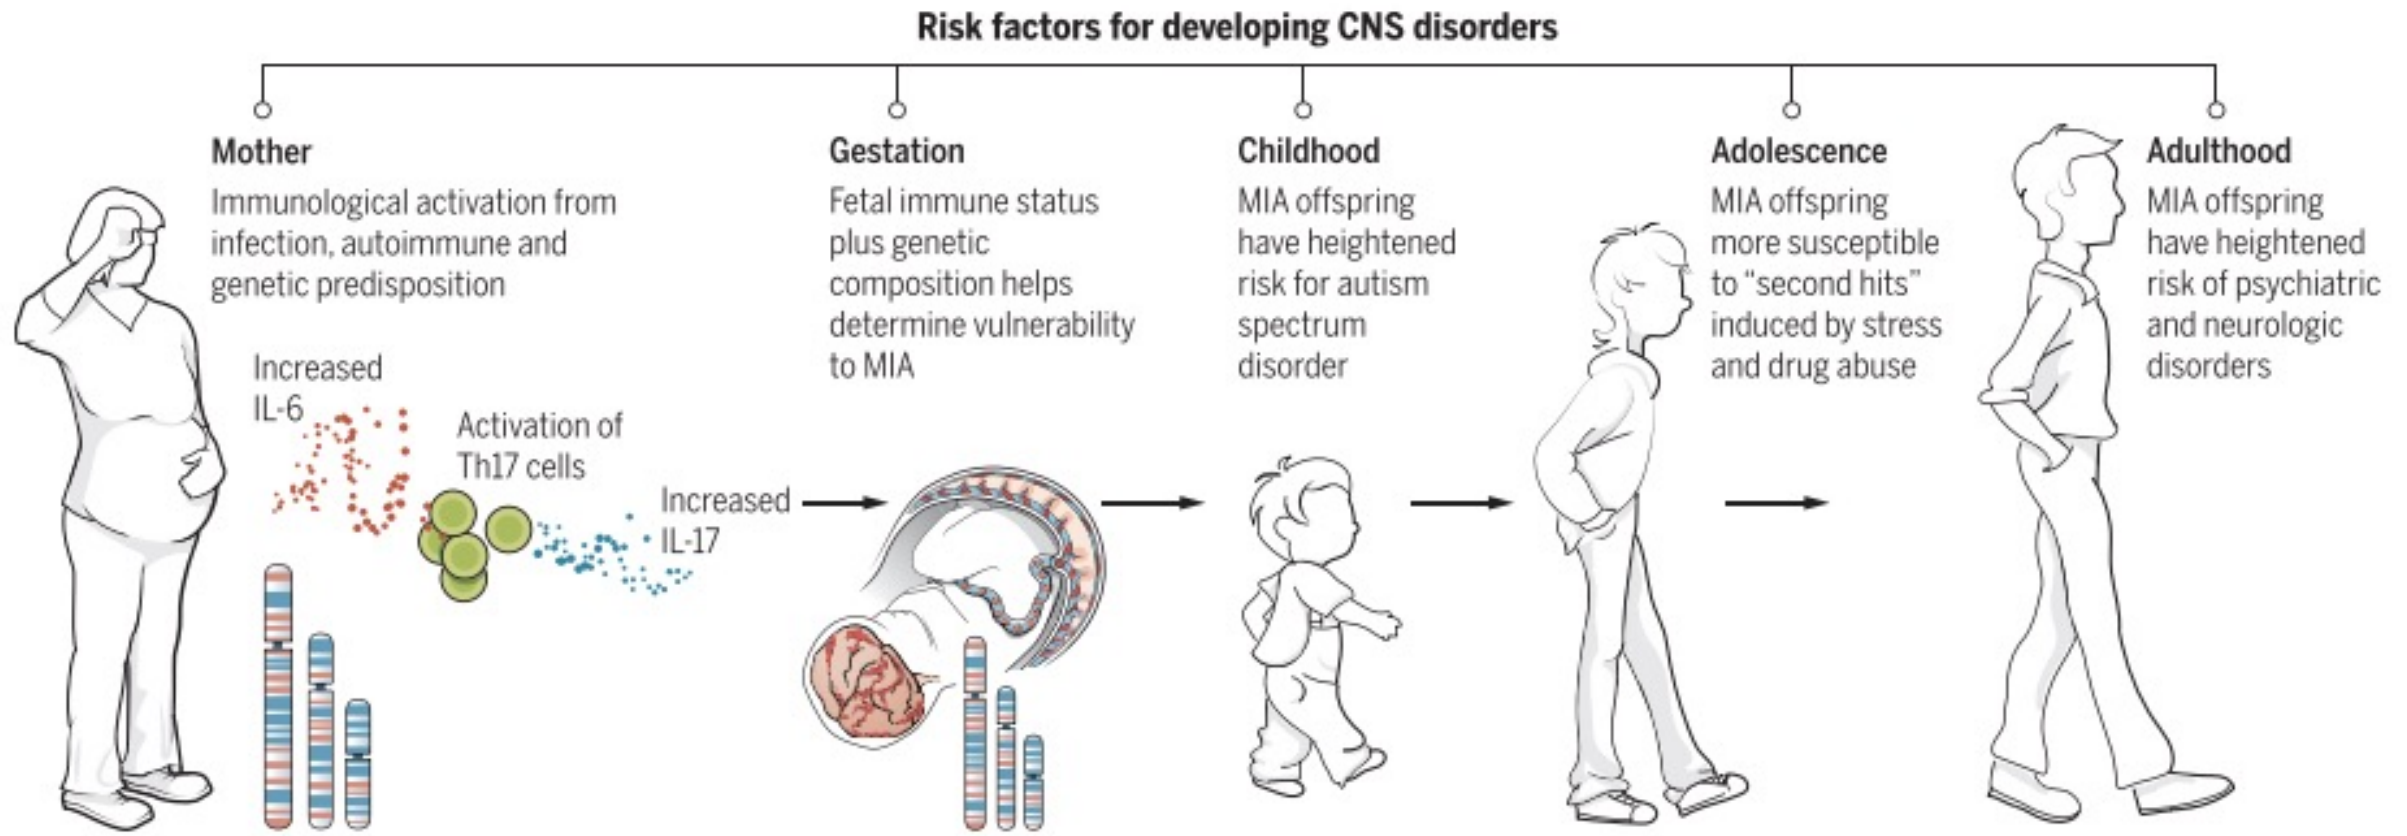 Risk factors for developing CNS disorders
Mother
Immunological activation from
infection, autoimmune and
genetic predisposition
Increased
IL-6
Activation of
Th17 cells
Increased
IL-17
Gestation
Fetal immune status
plus genetic
composition helps
determine vulnerability
to MIA
Childhood
MIA offspring
have heightened
risk for autism
spectrum
disorder
Adolescence
MIA offspring
more susceptible
to “second hits”
induced by stress
and drug abuse
Adulthood
MIA offspring
have heightened
risk of psychiatric
and neurologic
disorders